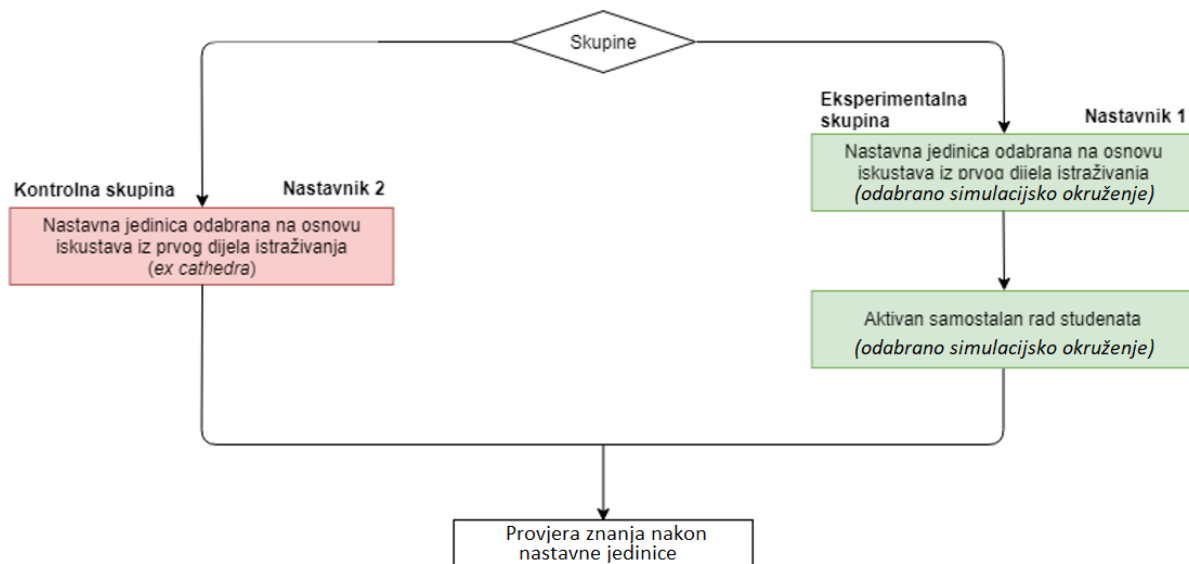 Skupine
Eksperimentalna
skupina
Nastavnik 1
Nastavna jedinica odabrana na osnovu
iskustava iz prvog dijela istraživanja
(odabrano simulacijsko okruženje)
Kontrolna skupina
Nastavnik 2
Nastavna jedinica odabrana na osnovu
iskustava iz prvog dijela istraživanja
(ex cathedra)
Aktivan samostalan rad studenata
(odabrano simulacijsko okruženje)
Provjera znanja nakon
nastavne jedinice